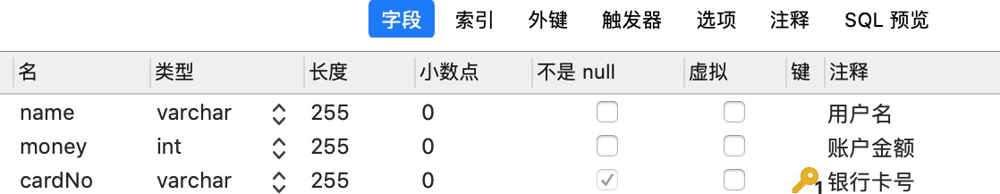 字段 索引 外键 触发器 选项 注释 SQL 预览
名 类型 长度 小数点 不是 null 虚拟 键 注释
name varchar 255 0 用户名
money int 255 0 账户金额
cardNo varchar 255 0 1 银行卡号